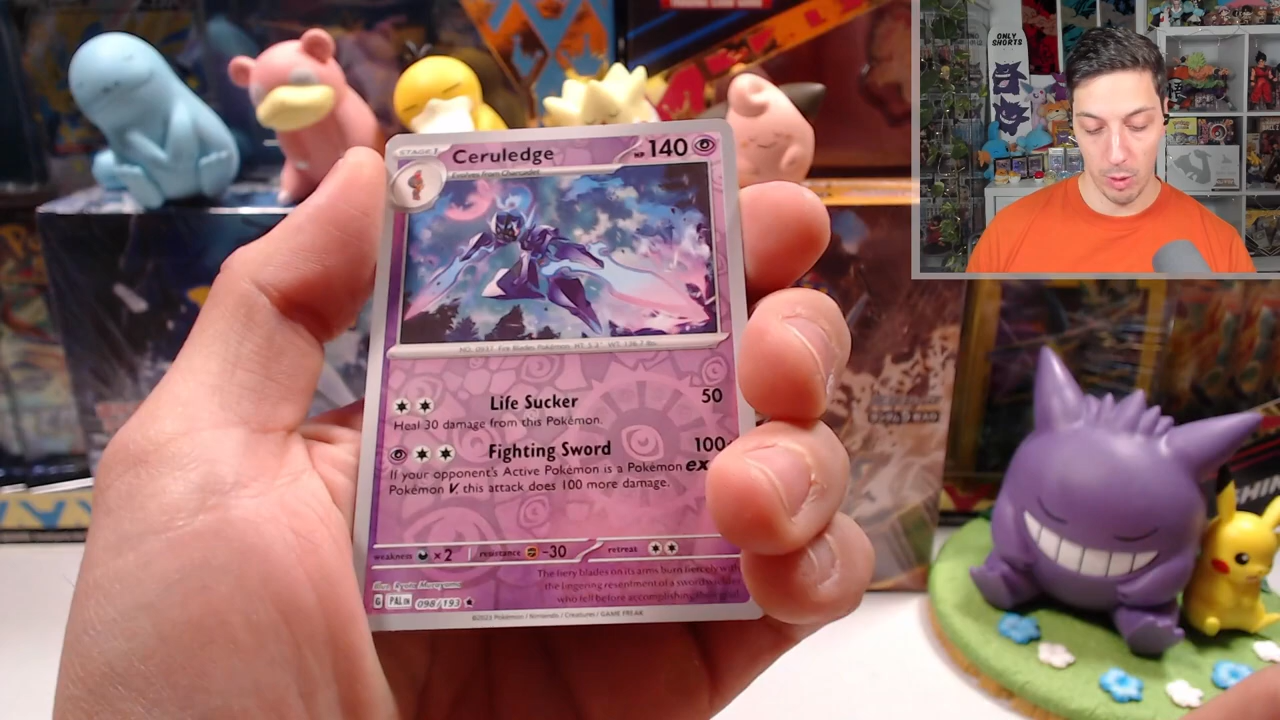 ONLY
SHORTS
STAGE 1
Ceruledge
HP 140
Evolves from Charcadet
NO. 0937 Fire Blades Pokémon HT: 5'3" WT: 136.7 lbs.
Life Sucker 50
Heal 30 damage from this Pokémon.
Fighting Sword 100
If your opponent's Active Pokémon is a Pokémon ex
Pokémon V, this attack does 100 more damage.
weakness ×2 resistance -30 retreat
The fiery blades on its arms burn fiercely with
the lingering resentment of a sword wielder
who fell before accomplishing their goal.
G PAL EN 098/193
©2023 Pokémon / Nintendo / Creatures / GAME FREAK